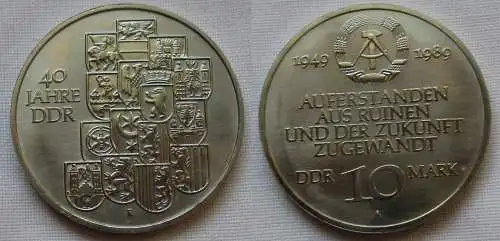 40
JAHRE
DDR
A
1949 1989
AUFERSTANDEN
AUS RUINEN
UND DER ZUKUNFT
ZUGEWANDT
DDR 10 MARK
A